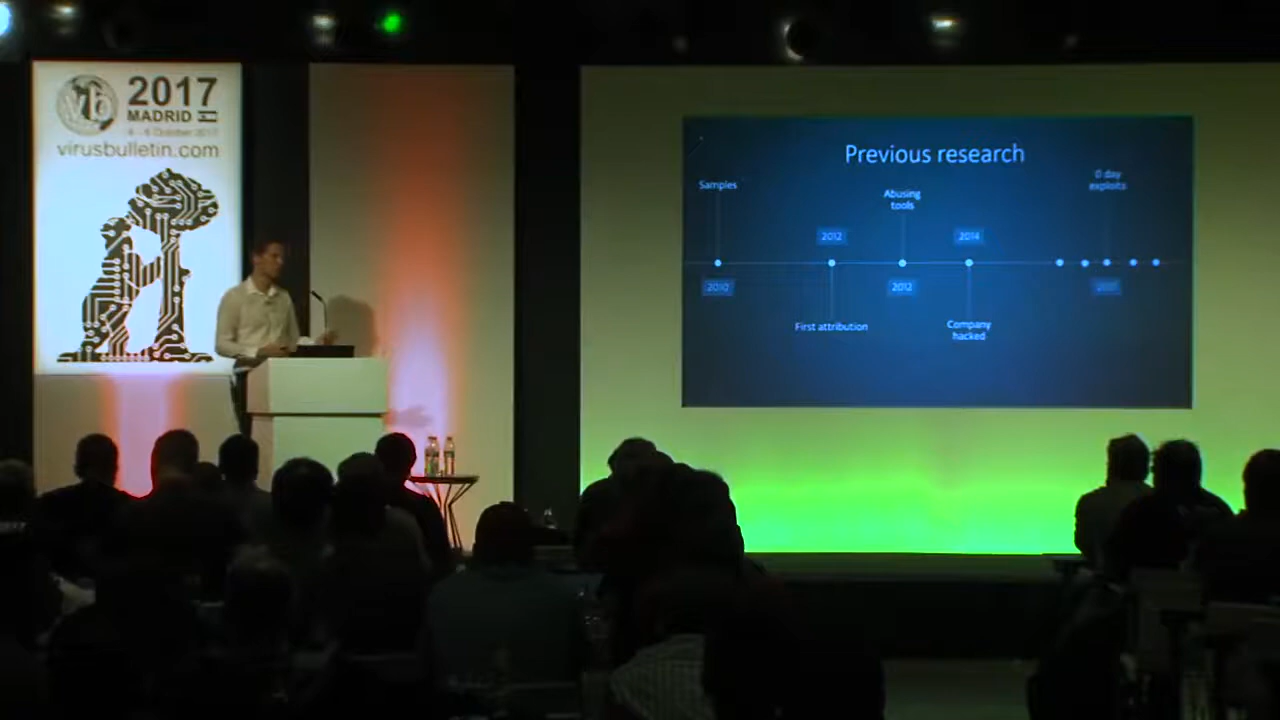 vb
2017
MADRID
virusbulletin.com
Previous research
Samples
Abusing
tools
0 day
exploits
2012
2014
2010
2012
First attribution
Company
hacked